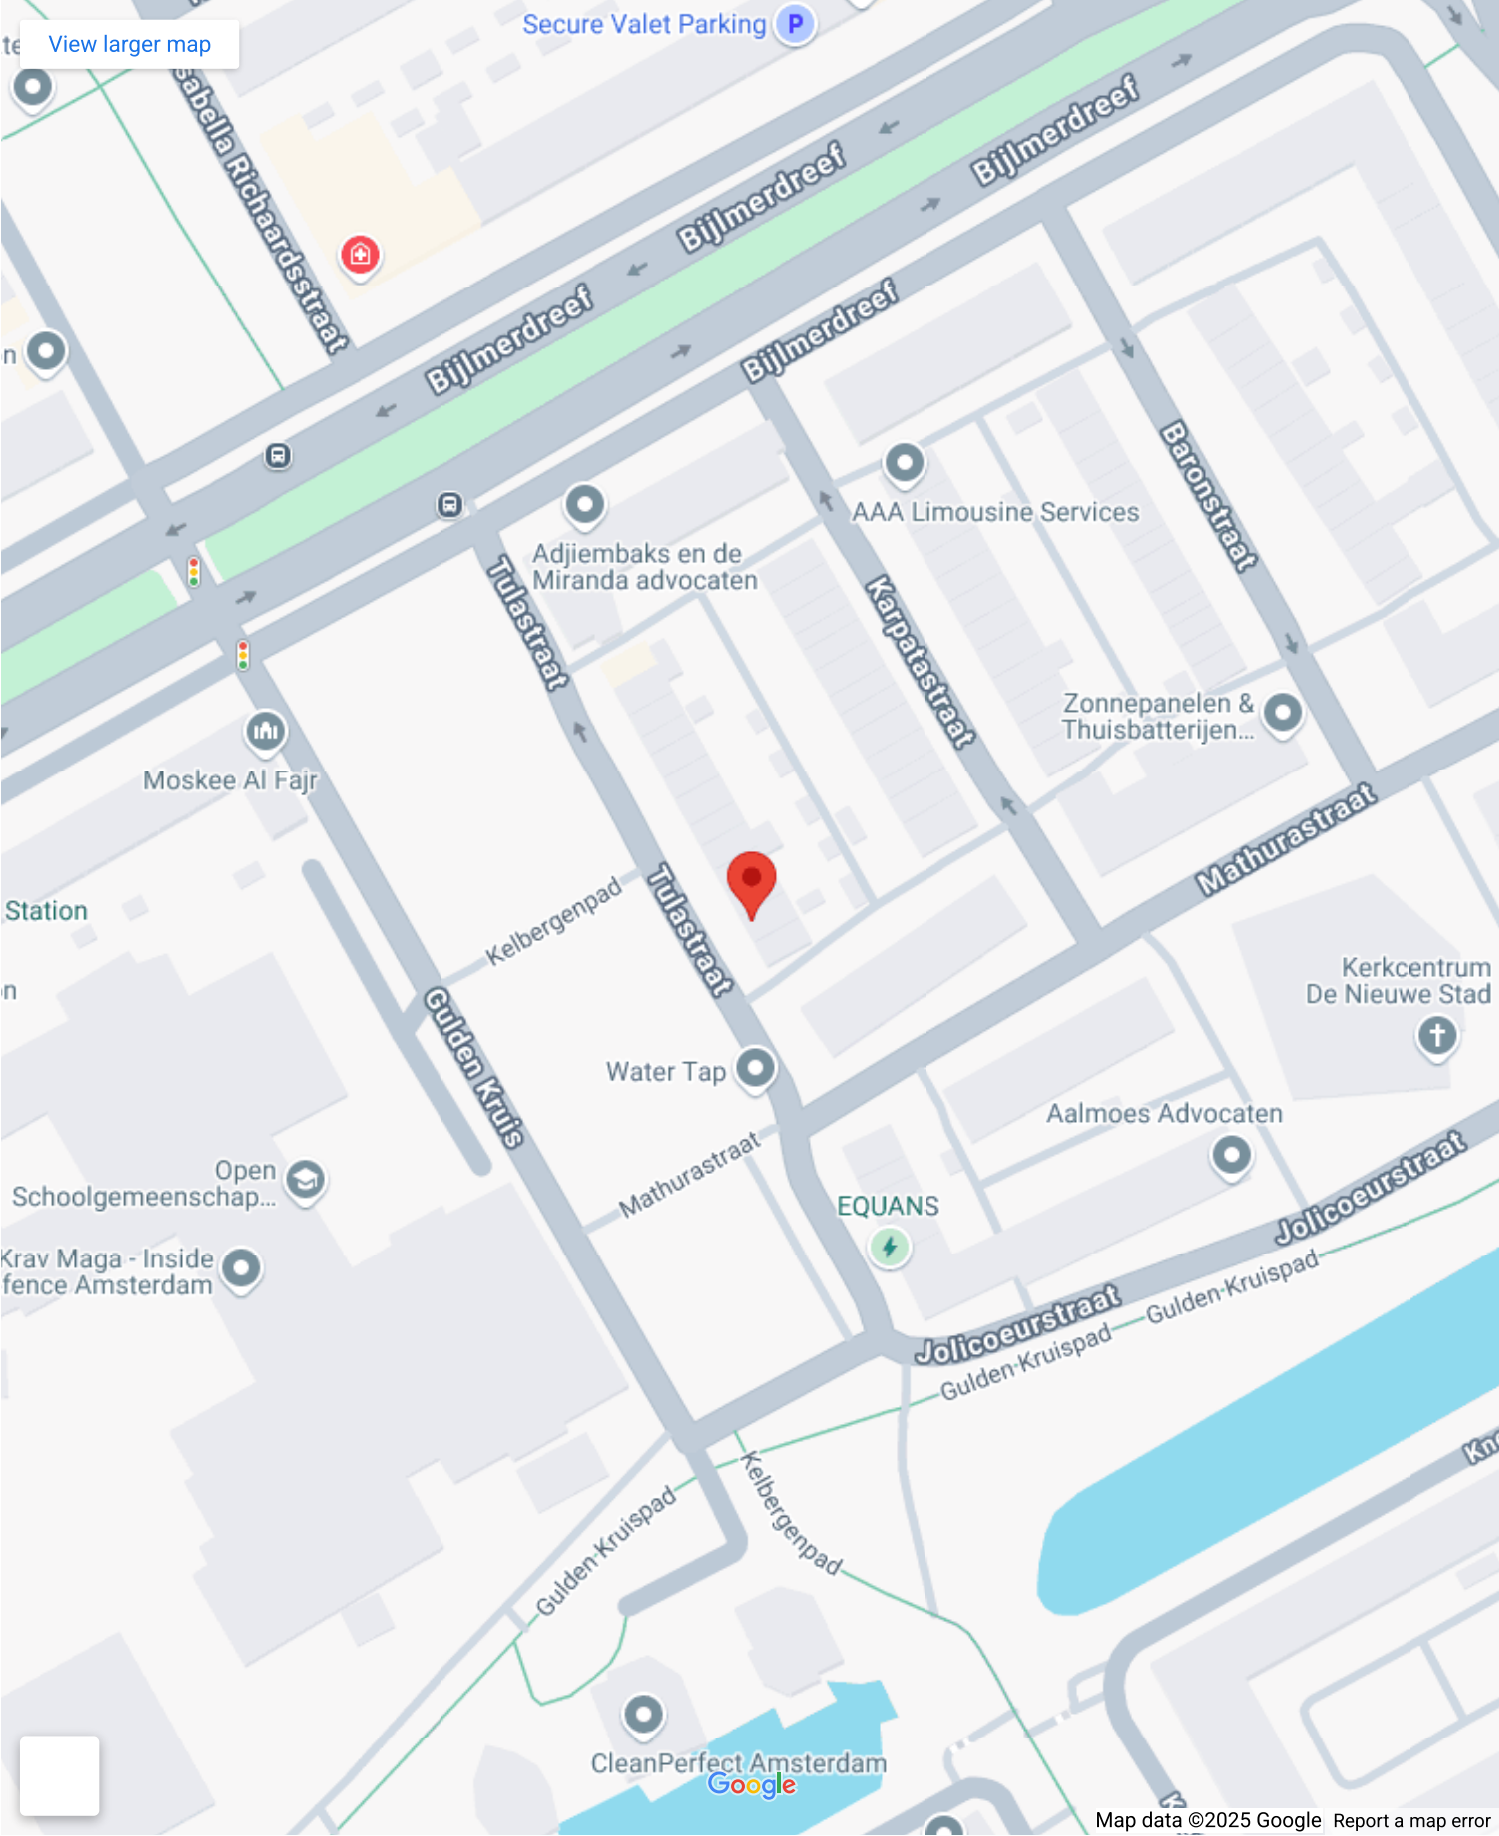 View larger map
Secure Valet Parking
P
Bijlmerdreef
Bijlmerdreef
Bijlmerdreef
Bijlmerdreef
AAA Limousine Services
Adjiembaks en de
Miranda advocaten
Tulastraat
Karpatastraat
Baronstraat
Zonnepanelen &
Thuisbatterijen...
Moskee Al Fajr
Mathurastraat
Kelbergenpad
Tulastraat
Station
Kerkcentrum
De Nieuwe Stad
Gulden Kruis
Water Tap
Aalmoes Advocaten
Mathurastraat
Open
Schoolgemeenschap...
EQUANS
Jolicoeurstraat
Krav Maga - Inside
fence Amsterdam
Gulden-Kruispad
Jolicoeurstraat
Gulden-Kruispad
Kelbergenpad
Gulden-Kruispad
CleanPerfect Amsterdam
Google
Map data ©2025 Google
Report a map error